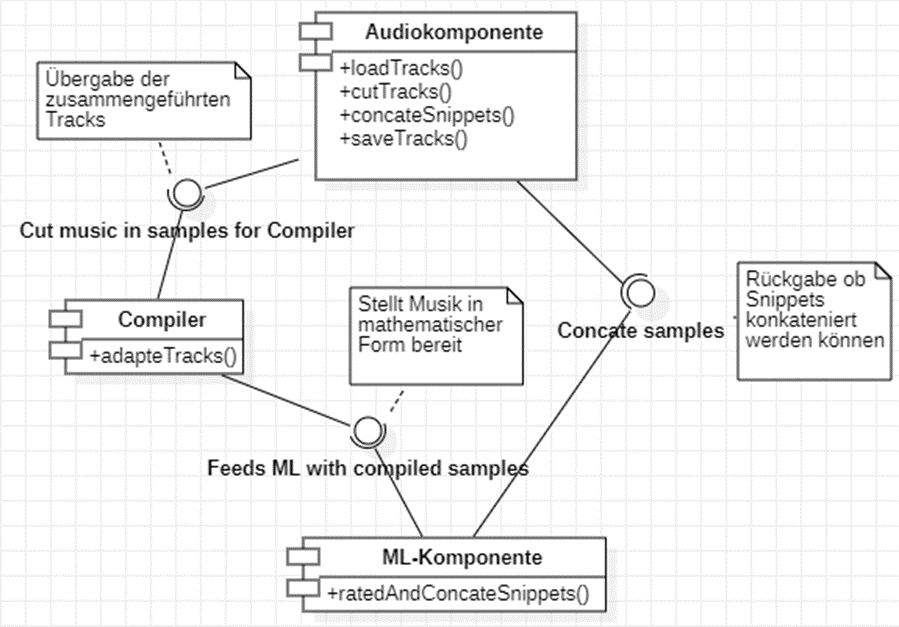 Audiokomponente
+loadTracks()
+cutTracks()
+concateSnippets()
+saveTracks()
Übergabe der
zusammengeführten
Tracks
Cut music in samples for Compiler
Compiler
+adapteTracks()
Stellt Musik in
mathematischer
Form bereit
Concate samples
Rückgabe ob
Snippets
konkateniert
werden können
Feeds ML with compiled samples
ML-Komponente
+ratedAndConcateSnippets()